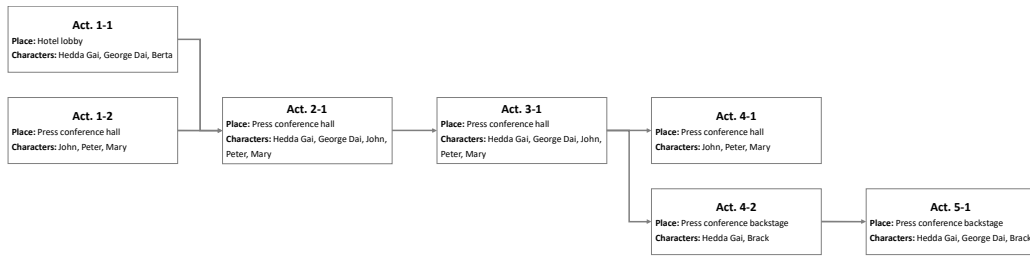 Act. 1-1
Place: Hotel lobby
Characters: Hedda Gai, George Dai, Berta
Act. 1-2
Place: Press conference hall
Characters: John, Peter, Mary
Act. 2-1
Place: Press conference hall
Characters: Hedda Gai, George Dai, John,
Peter, Mary
Act. 3-1
Place: Press conference hall
Characters: Hedda Gai, George Dai, John,
Peter, Mary
Act. 4-1
Place: Press conference hall
Characters: John, Peter, Mary
Act. 4-2
Place: Press conference backstage
Characters: Hedda Gai, Brack
Act. 5-1
Place: Press conference backstage
Characters: Hedda Gai, George Dai, Brack